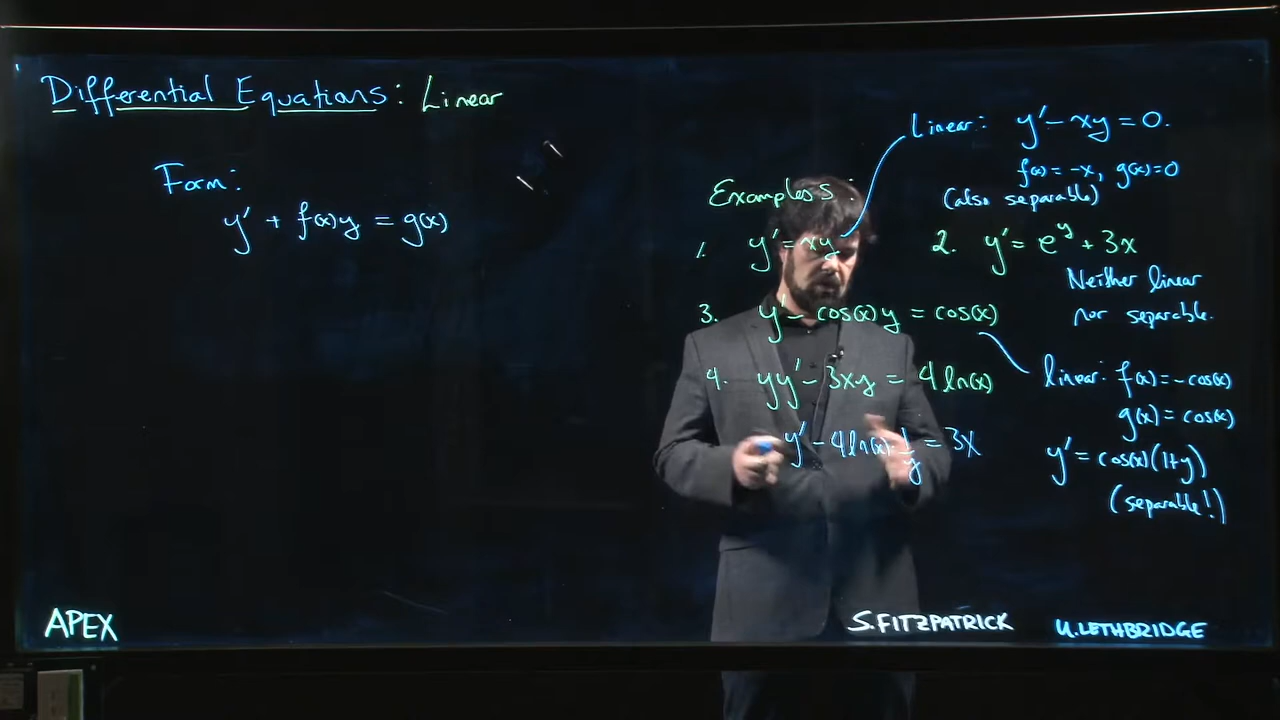 Differential Equations: Linear
Form:
y' + f(x)y = g(x)
Examples:
1. y' = xy
Linear: y' - xy = 0.
f(x) = -x, g(x) = 0
(also separable)
2. y' = e^y + 3x
Neither linear
nor separable.
3. y' - cos(x)y = cos(x)
linear: f(x) = -cos(x)
g(x) = cos(x)
y' = cos(x)(1+y)
(separable!)
4. yy' - 3xy = 4 ln(x)
y' - 4ln(x) · 1/y = 3x
APEX
S. FITZPATRICK
U. LETHBRIDGE